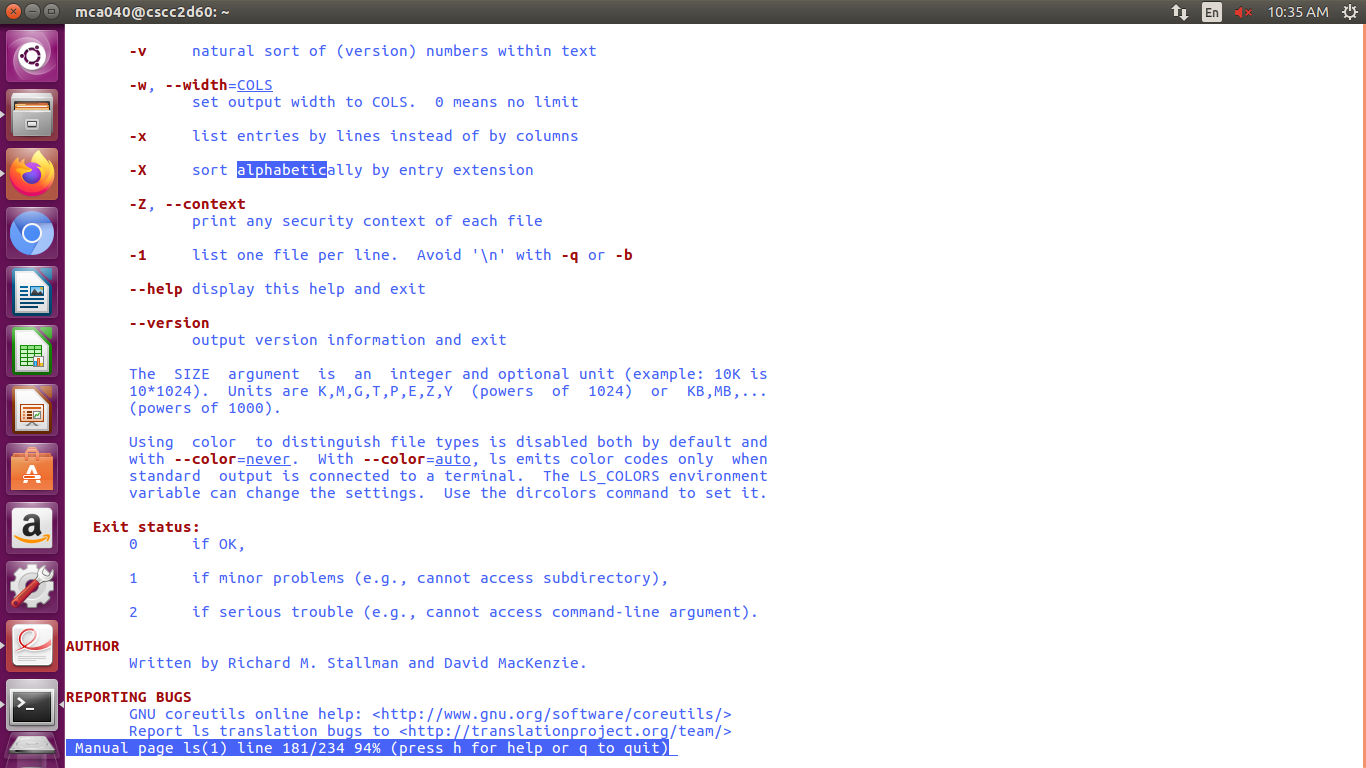 mca040@cscc2d60: ~
En
10:35 AM
-v     natural sort of (version) numbers within text
-w, --width=COLS
set output width to COLS.  0 means no limit
-x     list entries by lines instead of by columns
-X     sort alphabetically by entry extension
-Z, --context
print any security context of each file
-1     list one file per line.  Avoid '\n' with -q or -b
--help display this help and exit
--version
output version information and exit
The  SIZE  argument  is  an  integer and optional unit (example: 10K is
10*1024).  Units are K,M,G,T,P,E,Z,Y  (powers  of  1024)  or  KB,MB,...
(powers of 1000).
Using  color  to distinguish file types is disabled both by default and
with --color=never.  With --color=auto, ls emits color codes only  when
standard  output is connected to a terminal.  The LS_COLORS environment
variable can change the settings.  Use the dircolors command to set it.
Exit status:
0      if OK,
1      if minor problems (e.g., cannot access subdirectory),
2      if serious trouble (e.g., cannot access command-line argument).
AUTHOR
Written by Richard M. Stallman and David MacKenzie.
REPORTING BUGS
GNU coreutils online help: <http://www.gnu.org/software/coreutils/>
Report ls translation bugs to <http://translationproject.org/team/>
Manual page ls(1) line 181/234 94% (press h for help or q to quit)